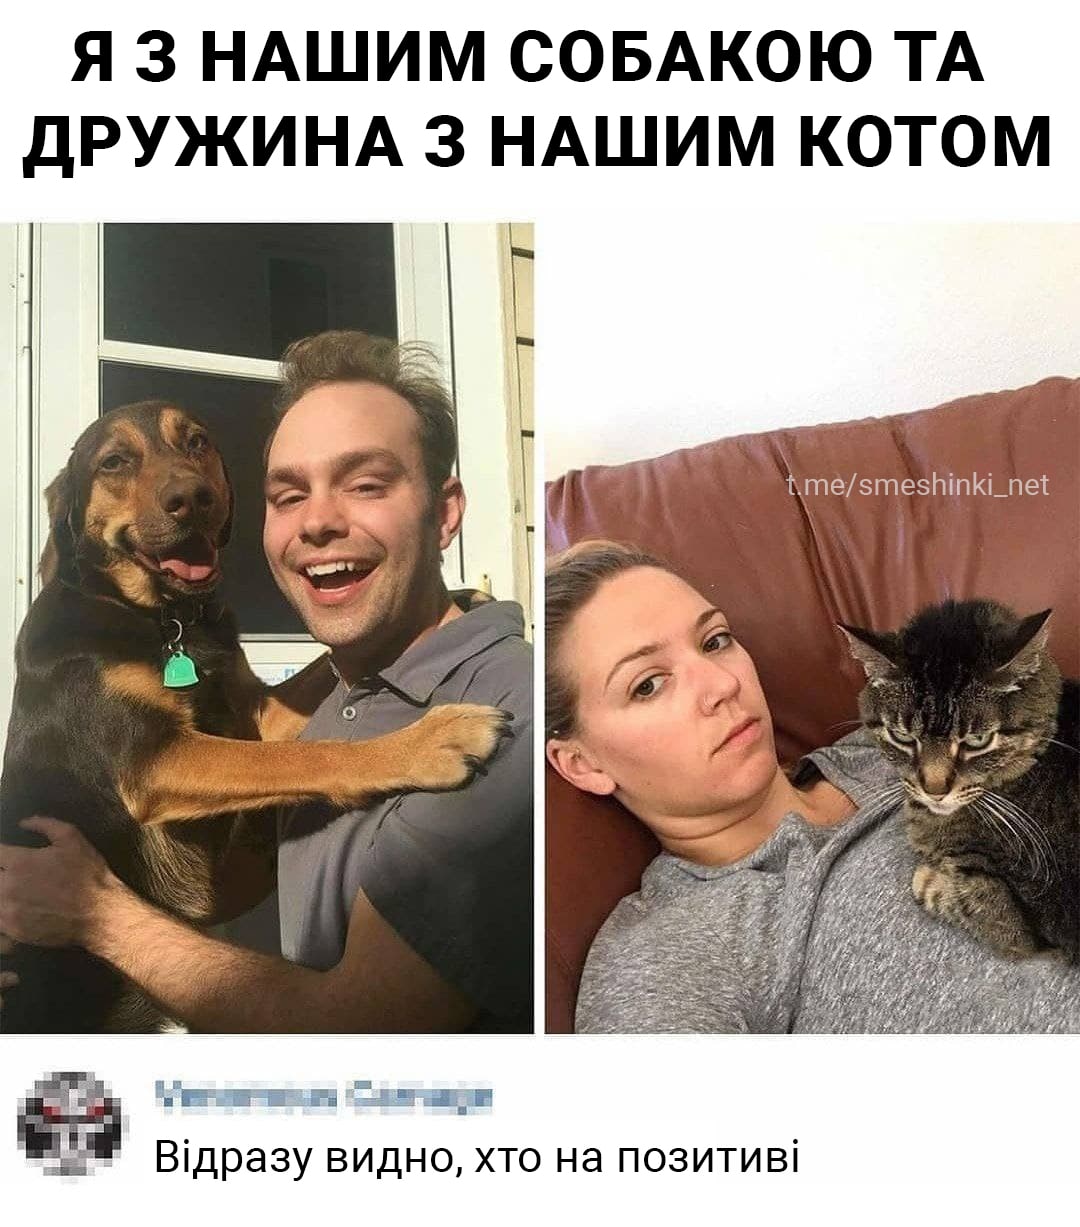 Я З НАШИМ СОБАКОЮ ТА
ДРУЖИНА З НАШИМ КОТОМ
t.me/smeshinki_net
Відразу видно, хто на позитиві